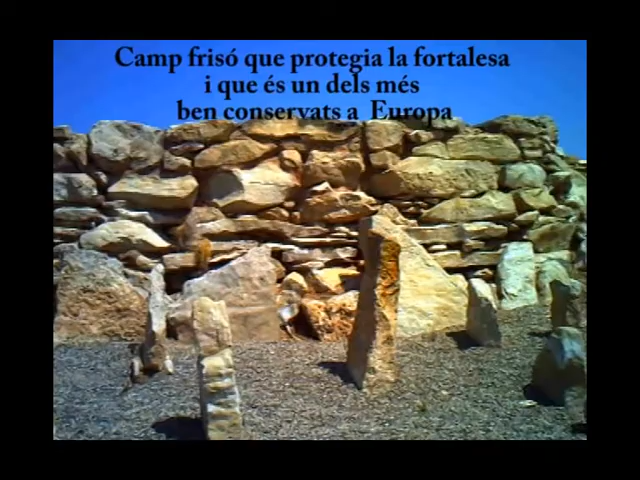 Camp frisó que protegia la fortalesa
i que és un dels més
ben conservats a Europa